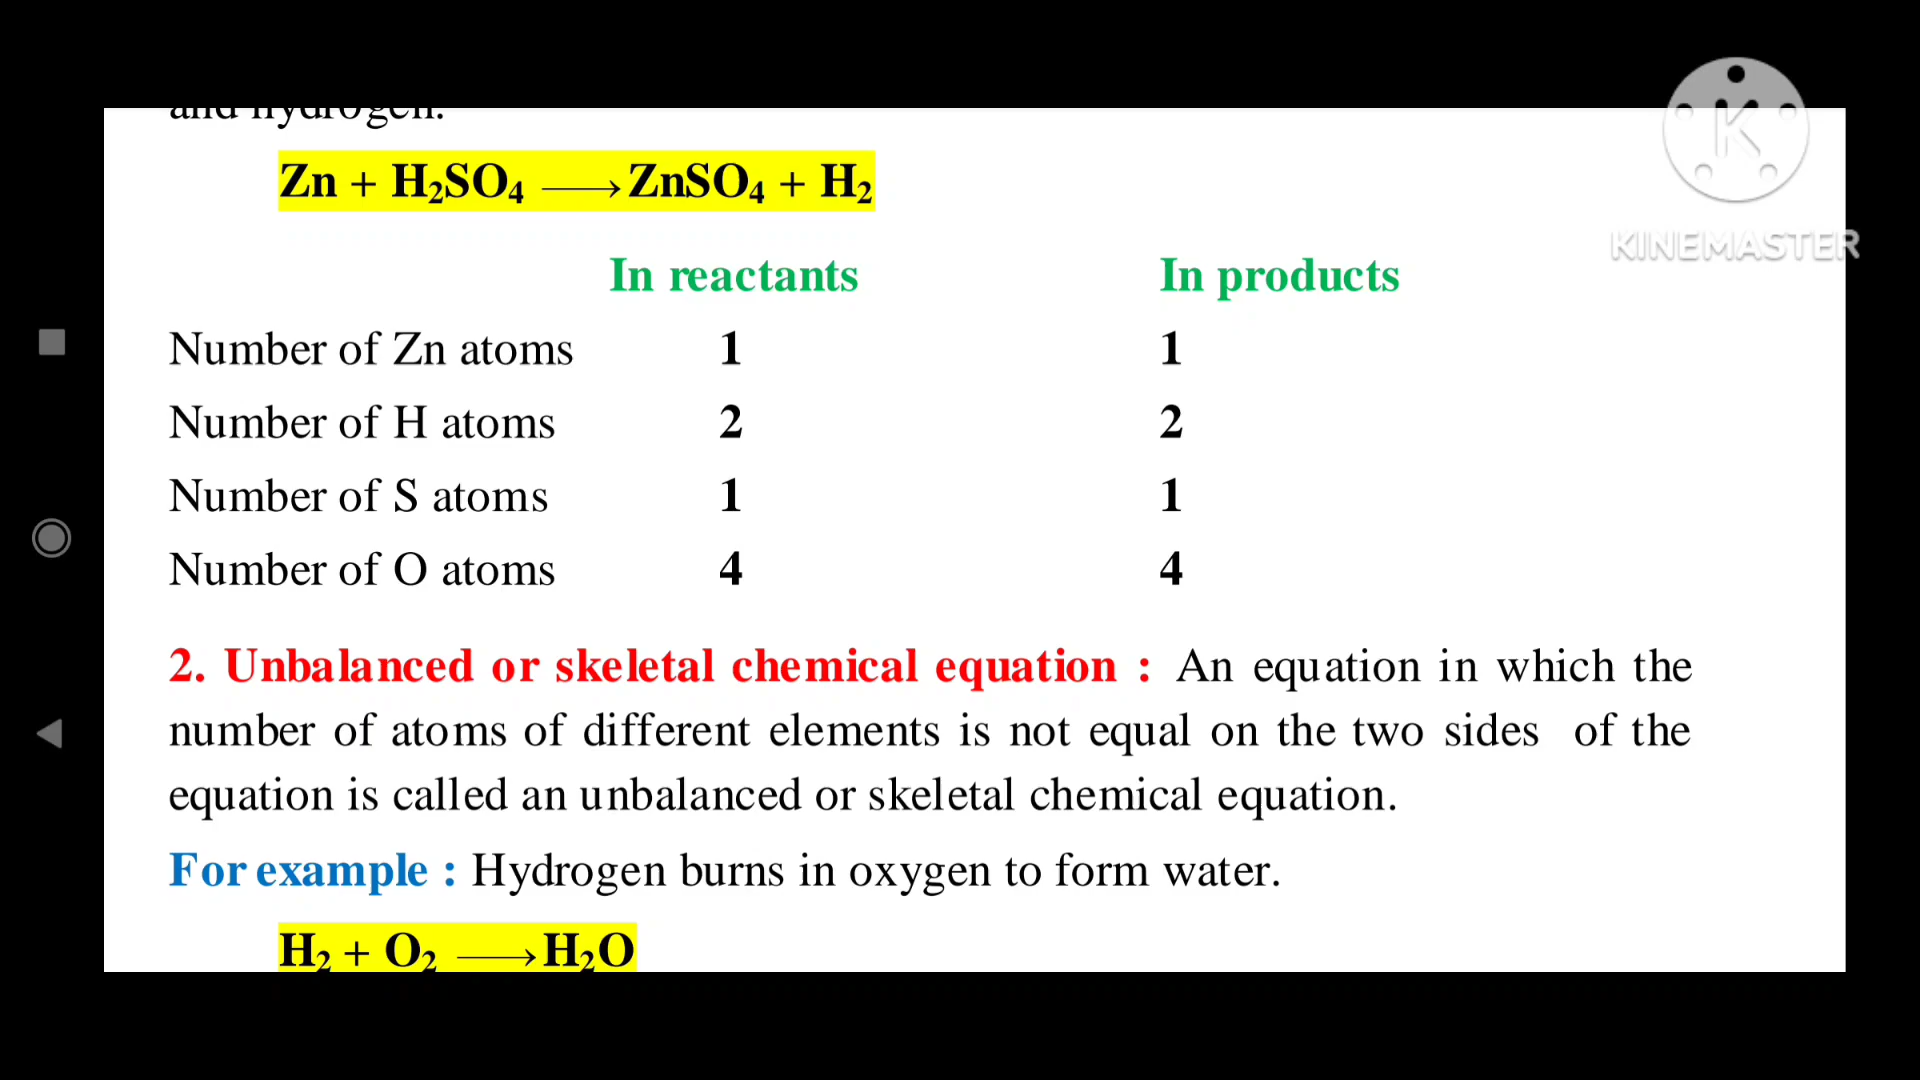 and hydrogen.
Zn + H₂SO₄ ⟶ ZnSO₄ + H₂
KINEMASTER
In reactants In products
Number of Zn atoms 1 1
Number of H atoms 2 2
Number of S atoms 1 1
Number of O atoms 4 4
2. Unbalanced or skeletal chemical equation : An equation in which the
number of atoms of different elements is not equal on the two sides of the
equation is called an unbalanced or skeletal chemical equation.
For example : Hydrogen burns in oxygen to form water.
H₂ + O₂ ⟶ H₂O